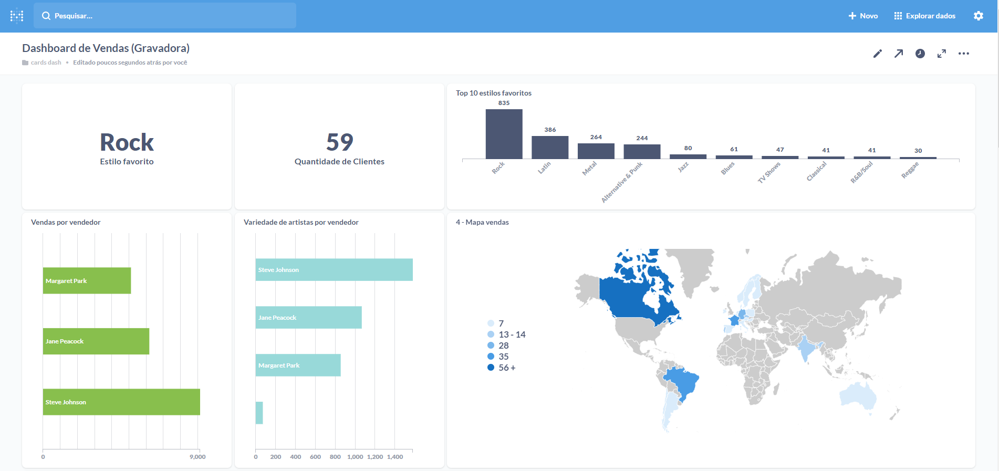 Pesquisar...
Novo
Explorar dados
Dashboard de Vendas (Gravadora)
cards dash • Editado poucos segundos atrás por você
Rock
Estilo favorito
59
Quantidade de Clientes
Top 10 estilos favoritos
835
386
264
244
80
61
47
41
41
30
Rock
Latin
Metal
Alternative & Punk
Jazz
Blues
TV Shows
Classical
R&B/Soul
Reggae
Vendas por vendedor
Margaret Park
Jane Peacock
Steve Johnson
0
9,000
Variedade de artistas por vendedor
Steve Johnson
Jane Peacock
Margaret Park
0 200 400 600 800 1,000 1,200 1,400
4 - Mapa vendas
7
13 - 14
28
35
56 +